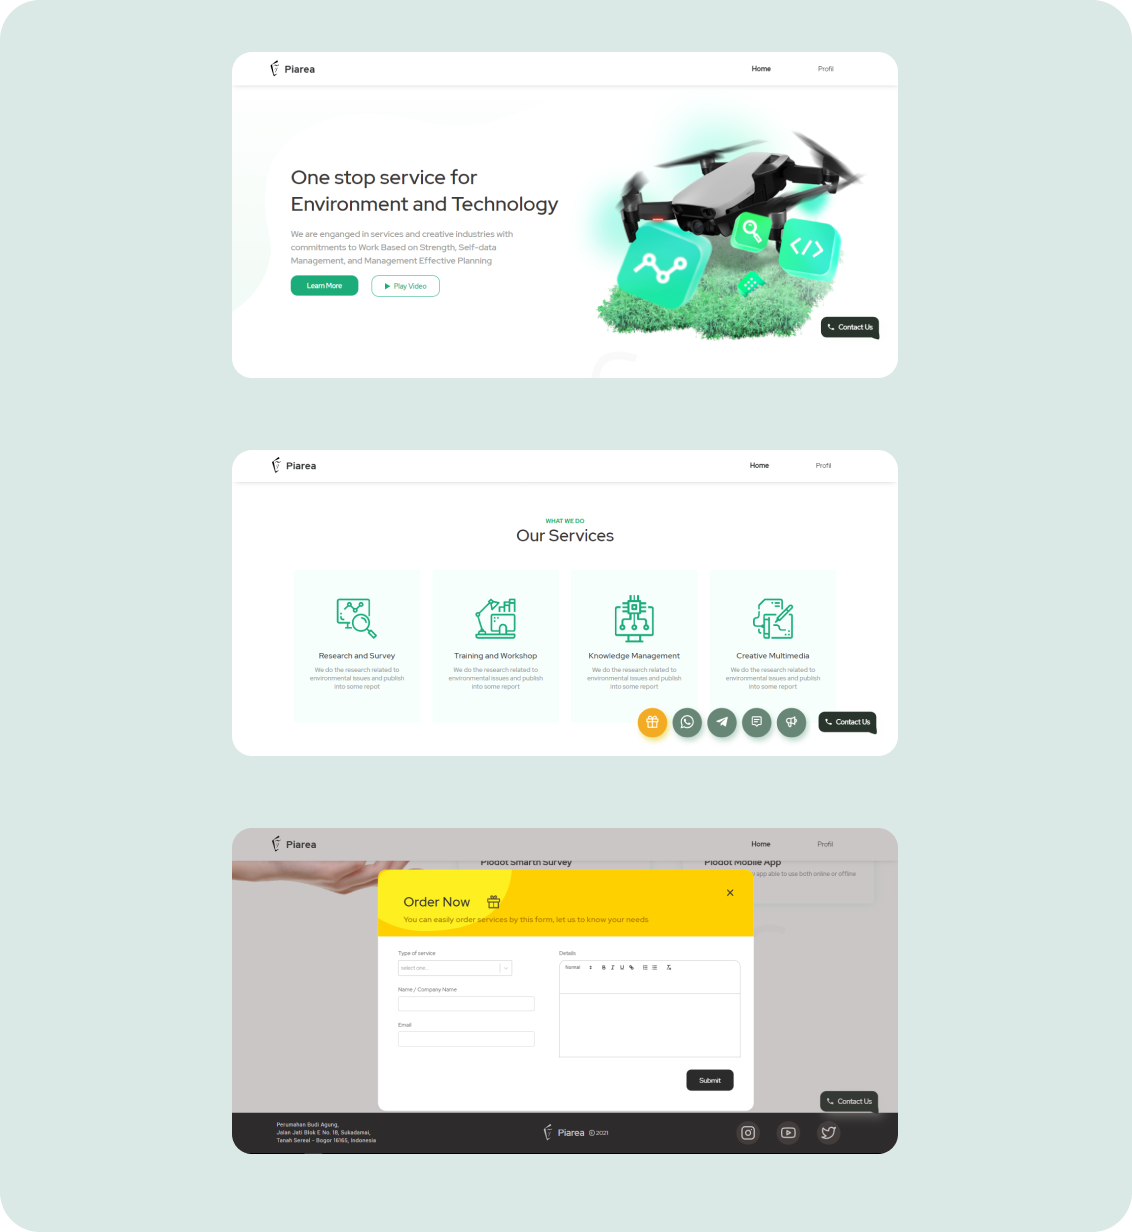 Piarea
Home
Profil
One stop service for
Environment and Technology
We are enganged in services and creative industries with
commitments to Work Based on Strength, Self-data
Management, and Management Effective Planning
Learn More
Play Video
Contact Us
Piarea
Home
Profil
WHAT WE DO
Our Services
Research and Survey
We do the research related to
environmental issues and publish
into some repot
Training and Workshop
We do the research related to
environmental issues and publish
into some report
Knowledge Management
We do the research related to
environmental issues and publish
into some report
Creative Multimedia
We do the research related to
environmental issues and publish
into some report
Contact Us
Piarea
Home
Profil
Piodot Smarth Survey
Piodot Mobile App
app able to use both online or offline
Order Now
You can easily order services by this form, let us to know your needs
Type of service
select one...
Name / Company Name
Email
Details
Normal
B I U
Submit
Contact Us
Perumahan Budi Agung,
Jalan Jati Blok E No. 18, Sukadamai,
Tanah Sereal - Bogor 16165, Indonesia
Piarea ©2021